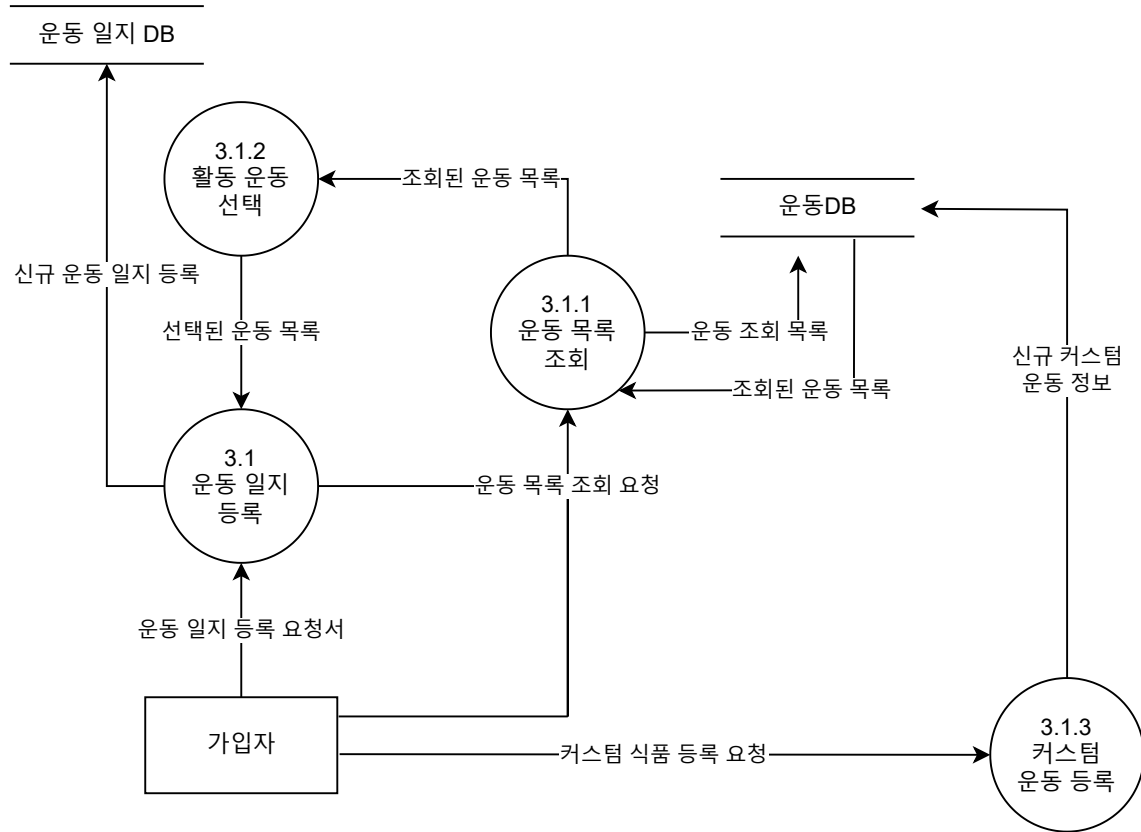 운동 일지 DB
3.1.2
활동 운동
선택
조회된 운동 목록
운동DB
신규 운동 일지 등록
선택된 운동 목록
3.1.1
운동 목록
조회
운동 조회 목록
조회된 운동 목록
신규 커스텀
운동 정보
3.1
운동 일지
등록
운동 목록 조회 요청
운동 일지 등록 요청서
가입자
커스텀 식품 등록 요청
3.1.3
커스텀
운동 등록